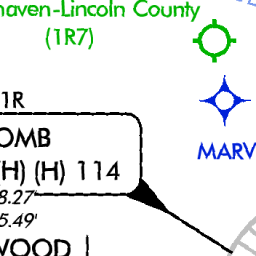 haven-Lincoln County
(1R7)
1R
OMB
(H) (H) 114
8.27'
5.49'
MARV
WOOD